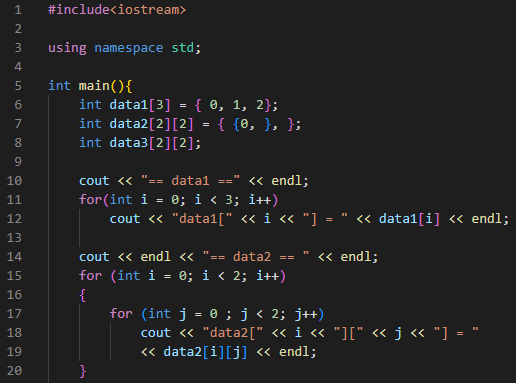 1 #include<iostream>
2
3 using namespace std;
4
5 int main(){
6     int data1[3] = { 0, 1, 2};
7     int data2[2][2] = { {0, }, };
8     int data3[2][2];
9
10     cout << "== data1 ==" << endl;
11     for(int i = 0; i < 3; i++)
12         cout << "data1[" << i << "] = " << data1[i] << endl;
13
14     cout << endl << "== data2 == " << endl;
15     for (int i = 0; i < 2; i++)
16     {
17         for (int j = 0 ; j < 2; j++)
18             cout << "data2[" << i << "][" << j << "] = "
19             << data2[i][j] << endl;
20     }